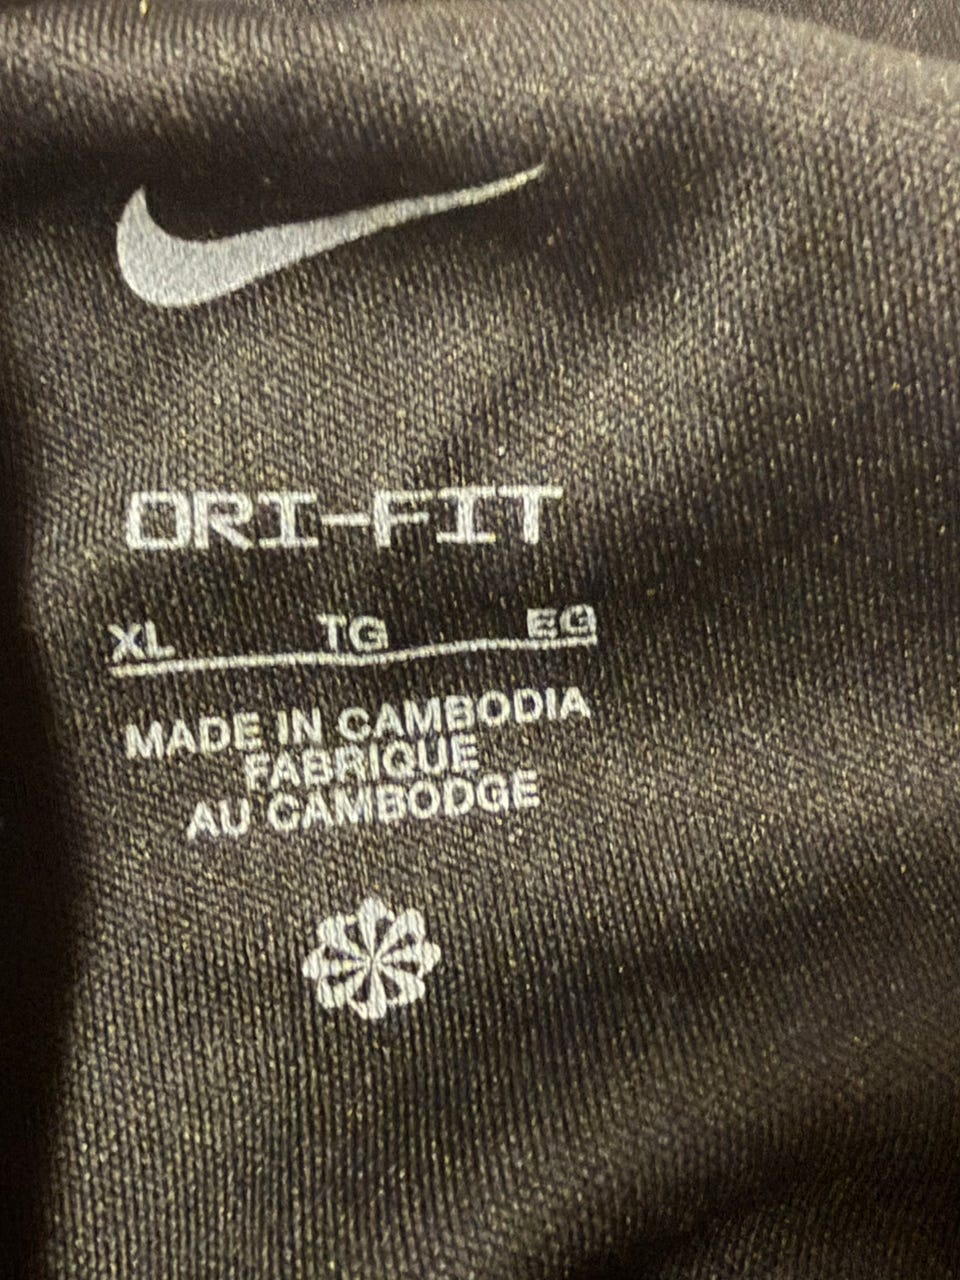 DRI-FIT
XL TG EG
MADE IN CAMBODIA
FABRIQUE
AU CAMBODGE